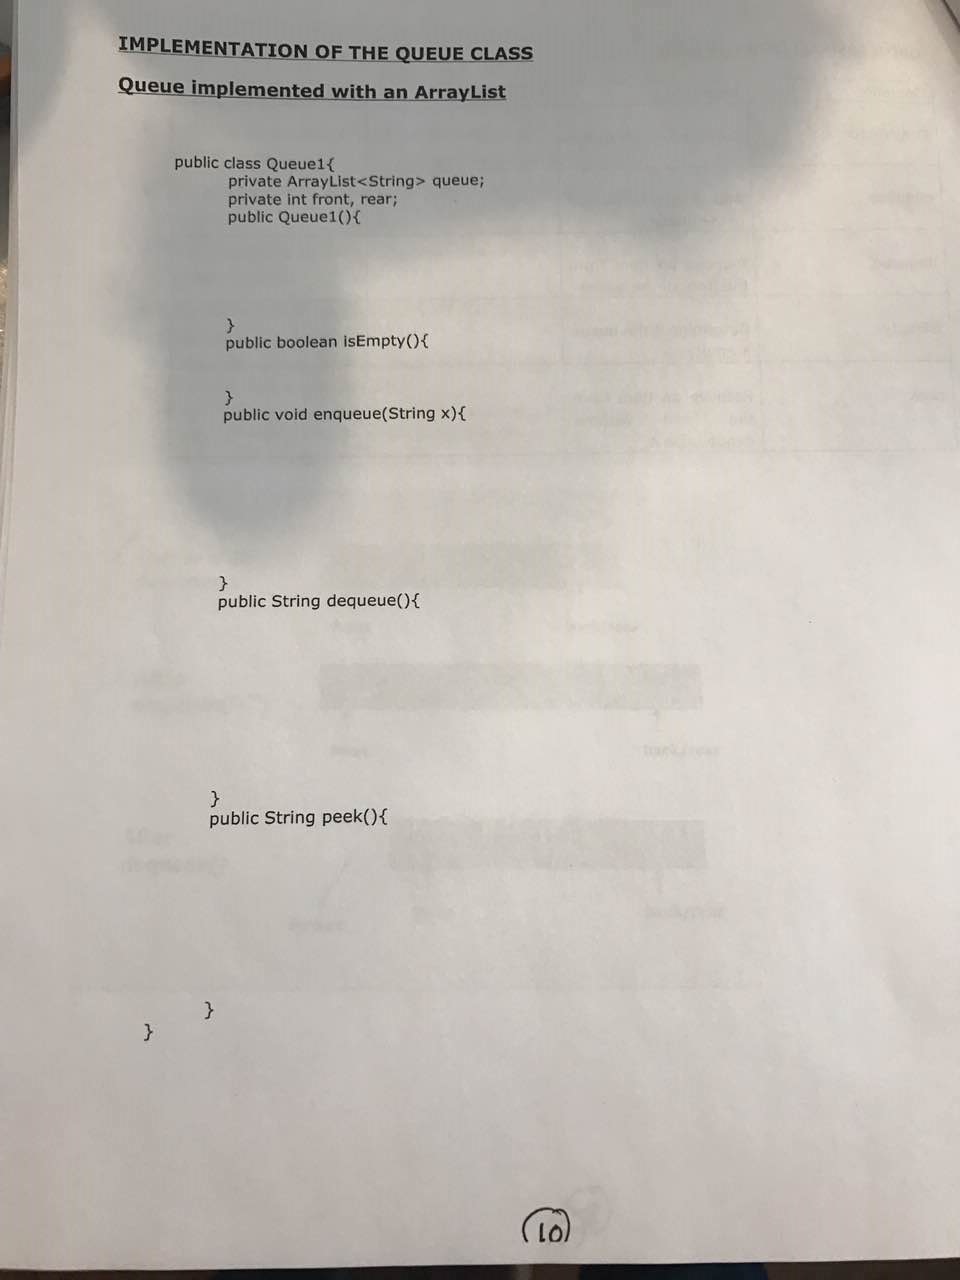 IMPLEMENTATION OF THE QUEUE CLASS
Queue implemented with an ArrayList
public class Queue1{
private ArrayList<String> queue;
private int front, rear;
public Queue1(){
}
public boolean isEmpty(){
}
public void enqueue(String x){
}
public String dequeue(){
}
public String peek(){
}
}
10